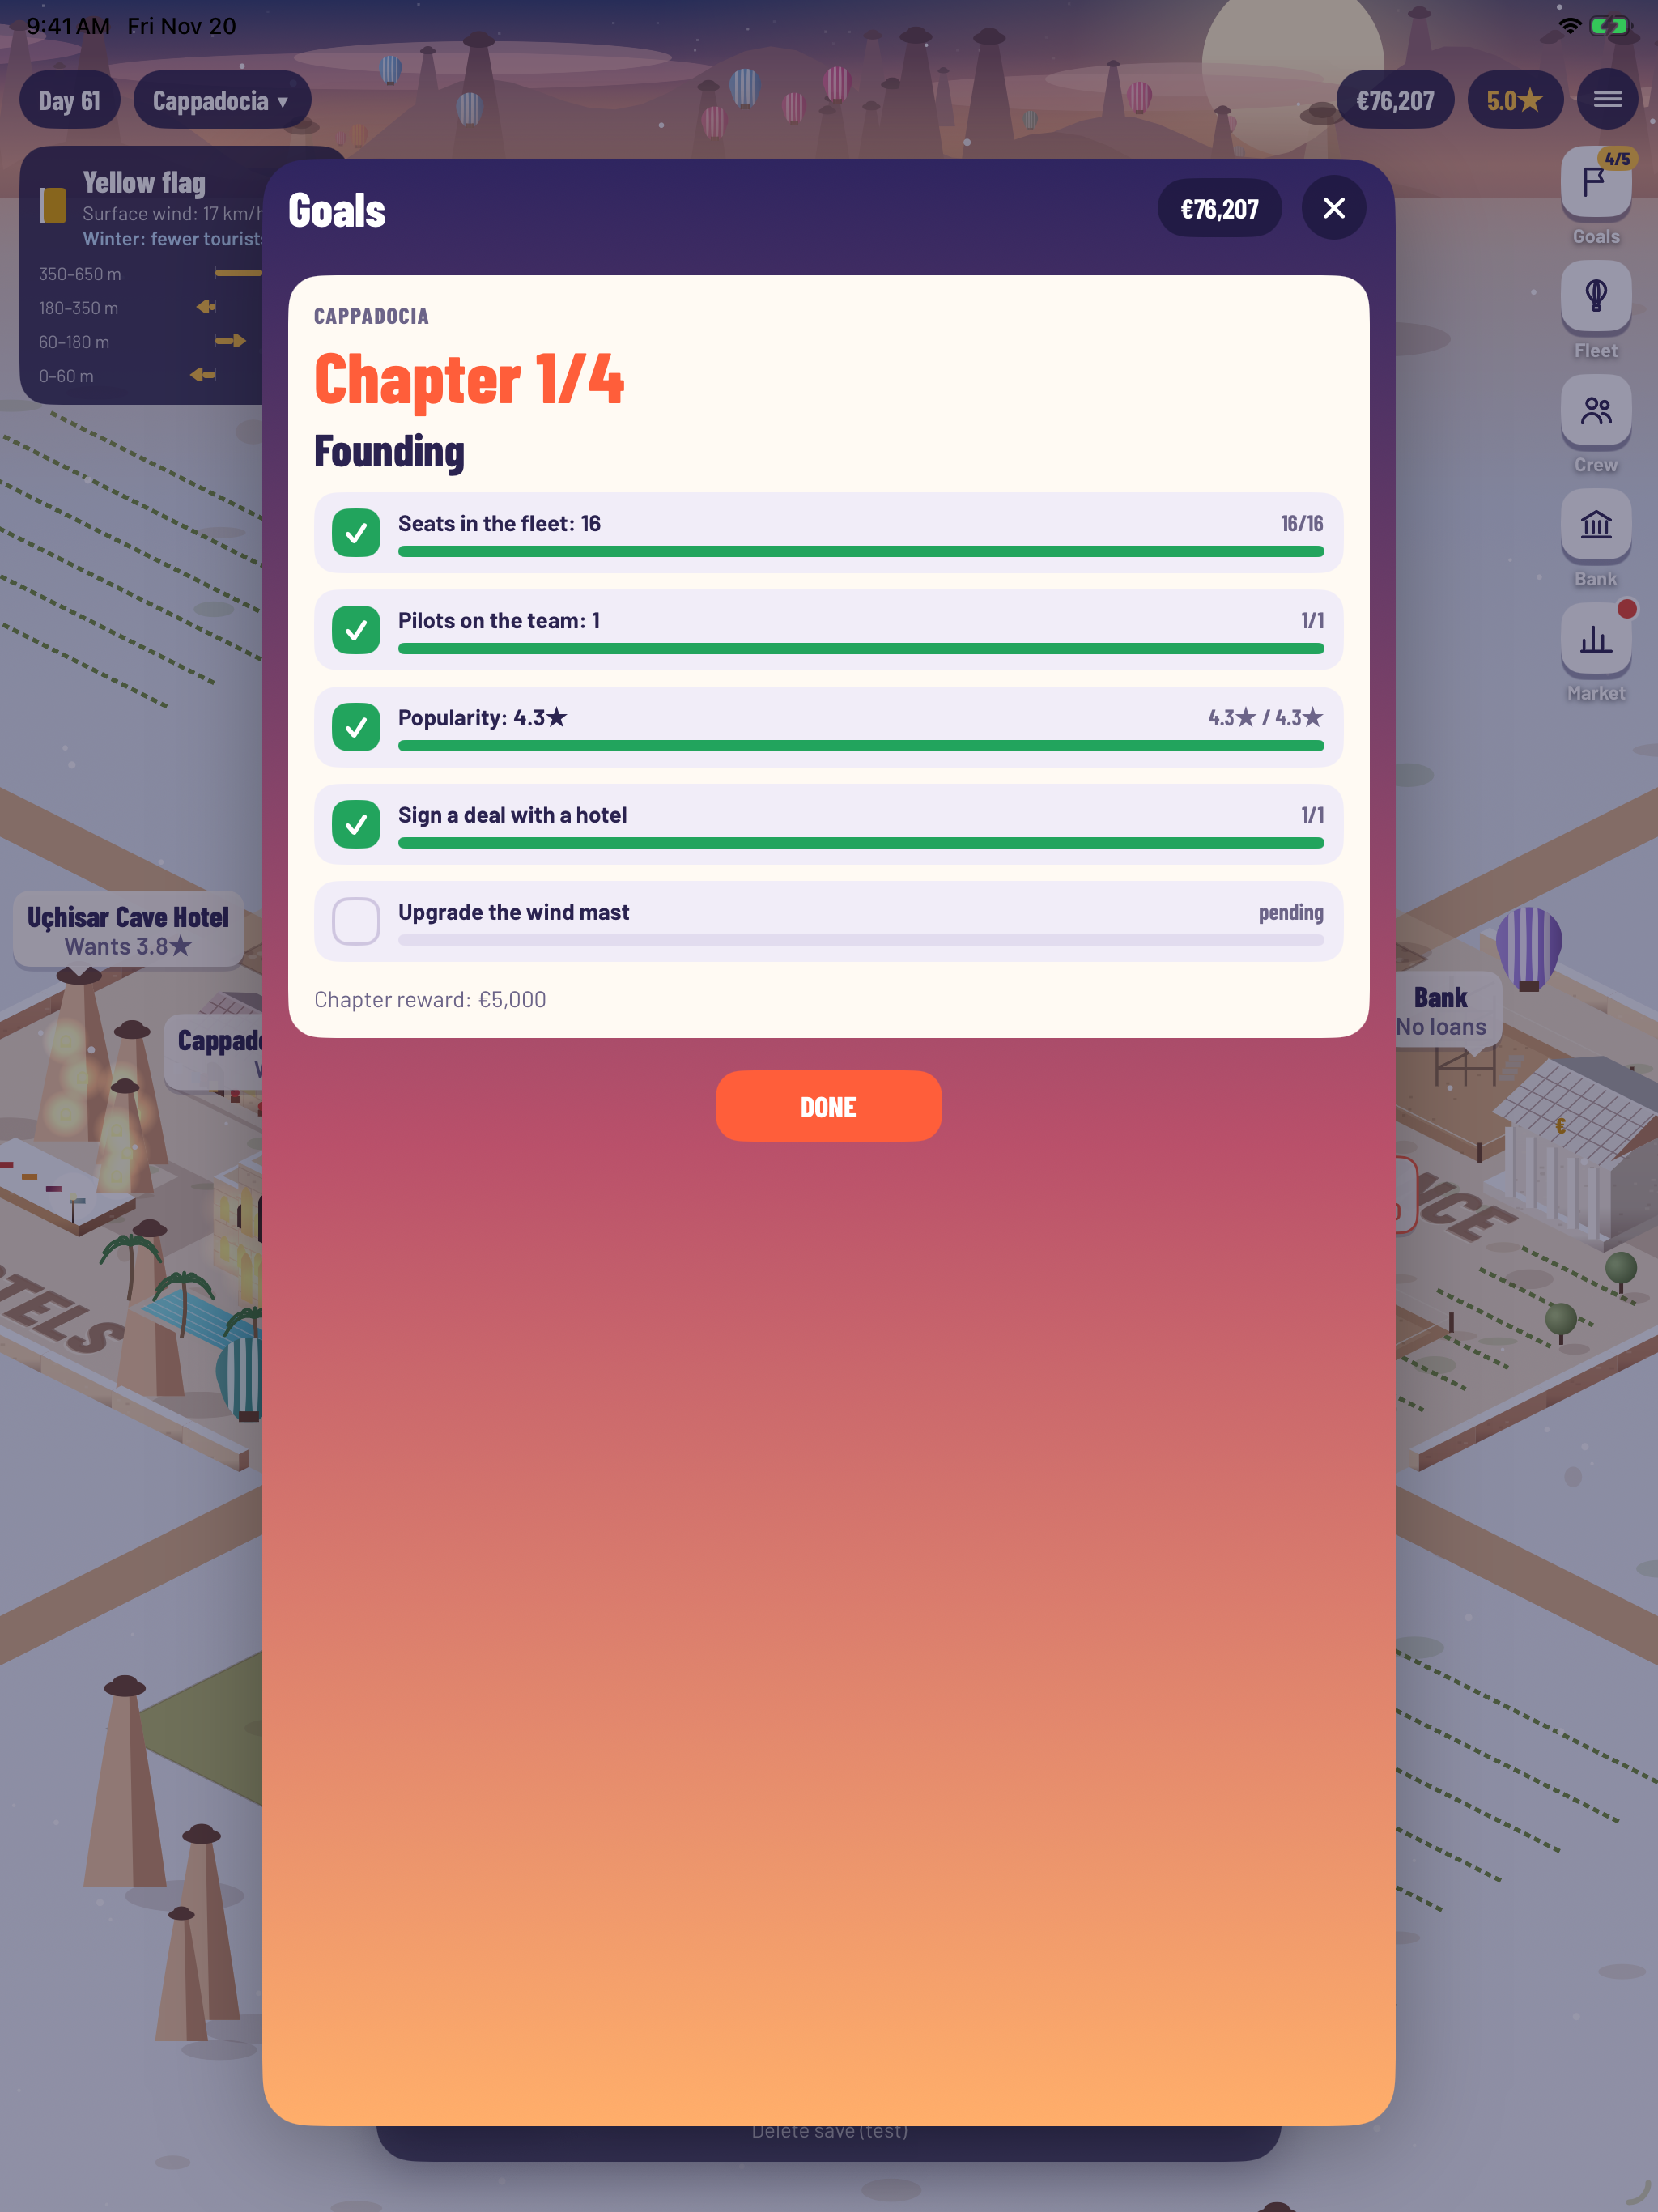 9:41 AM Fri Nov 20
Day 61
Cappadocia ▾
€76,207
5.0★
Yellow flag
Surface wind: 17 km/h
Winter: fewer tourists
350–650 m
180–350 m
60–180 m
0–60 m
4/5
Goals
Fleet
Crew
Bank
Market
Goals
€76,207
CAPPADOCIA
Chapter 1/4
Founding
Seats in the fleet: 16
16/16
Pilots on the team: 1
1/1
Popularity: 4.3★
4.3★ / 4.3★
Sign a deal with a hotel
1/1
Upgrade the wind mast
pending
Chapter reward: €5,000
DONE
Uçhisar Cave Hotel
Wants 3.8★
Bank
No loans
€
Delete save (test)